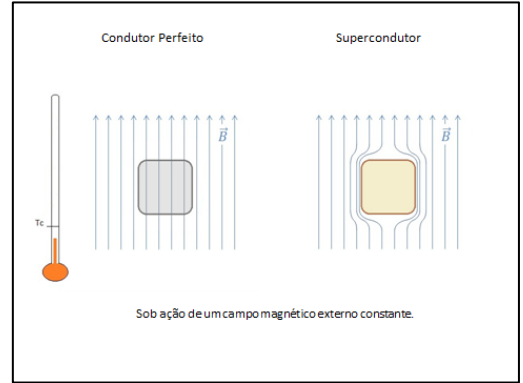 Condutor Perfeito
Supercondutor
B
B
Tc
Sob ação de um campo magnético externo constante.